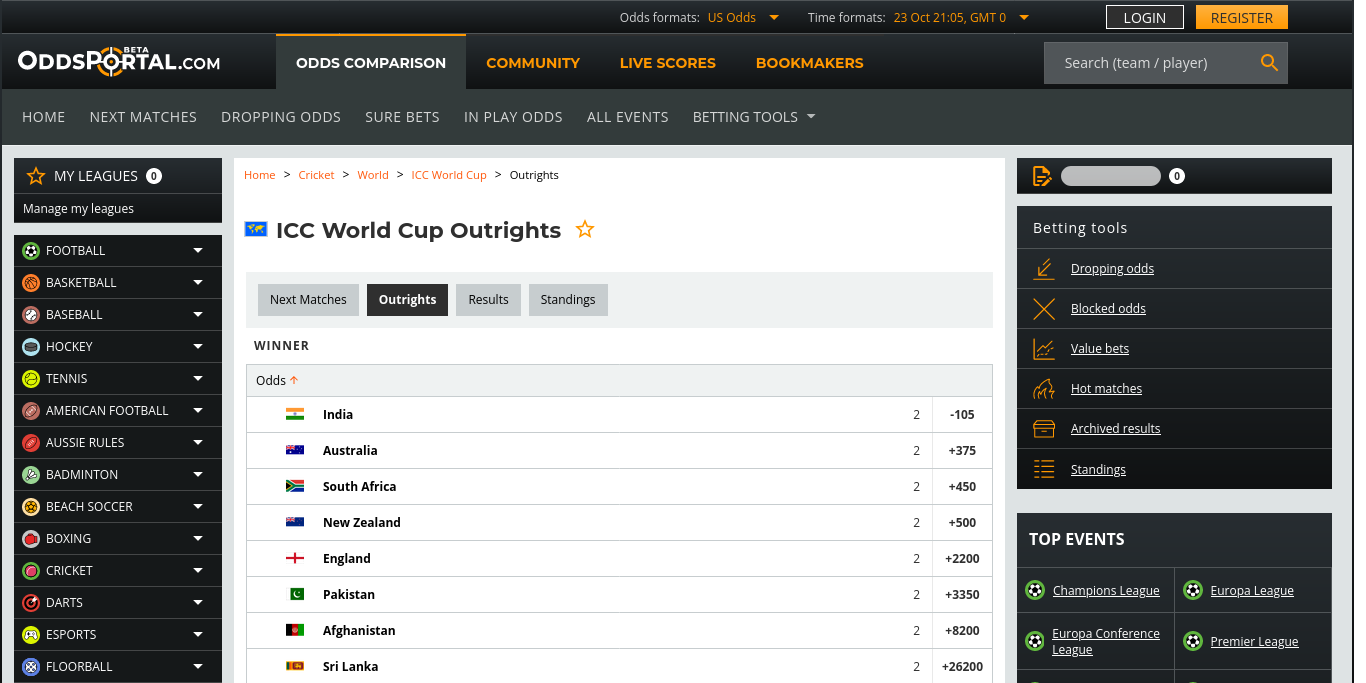 Odds formats: US Odds Time formats: 23 Oct 21:05, GMT 0 LOGIN REGISTER
ODDSPORTAL.COM BETA
ODDS COMPARISON COMMUNITY LIVE SCORES BOOKMAKERS Search (team / player)
HOME NEXT MATCHES DROPPING ODDS SURE BETS IN PLAY ODDS ALL EVENTS BETTING TOOLS
MY LEAGUES 0
Manage my leagues
FOOTBALL
BASKETBALL
BASEBALL
HOCKEY
TENNIS
AMERICAN FOOTBALL
AUSSIE RULES
BADMINTON
BEACH SOCCER
BOXING
CRICKET
DARTS
ESPORTS
FLOORBALL
Home > Cricket > World > ICC World Cup > Outrights
ICC World Cup Outrights
Next Matches Outrights Results Standings
WINNER
Odds
India 2 -105
Australia 2 +375
South Africa 2 +450
New Zealand 2 +500
England 2 +2200
Pakistan 2 +3350
Afghanistan 2 +8200
Sri Lanka 2 +26200
0
Betting tools
Dropping odds
Blocked odds
Value bets
Hot matches
Archived results
Standings
TOP EVENTS
Champions League Europa League
Europa Conference League Premier League